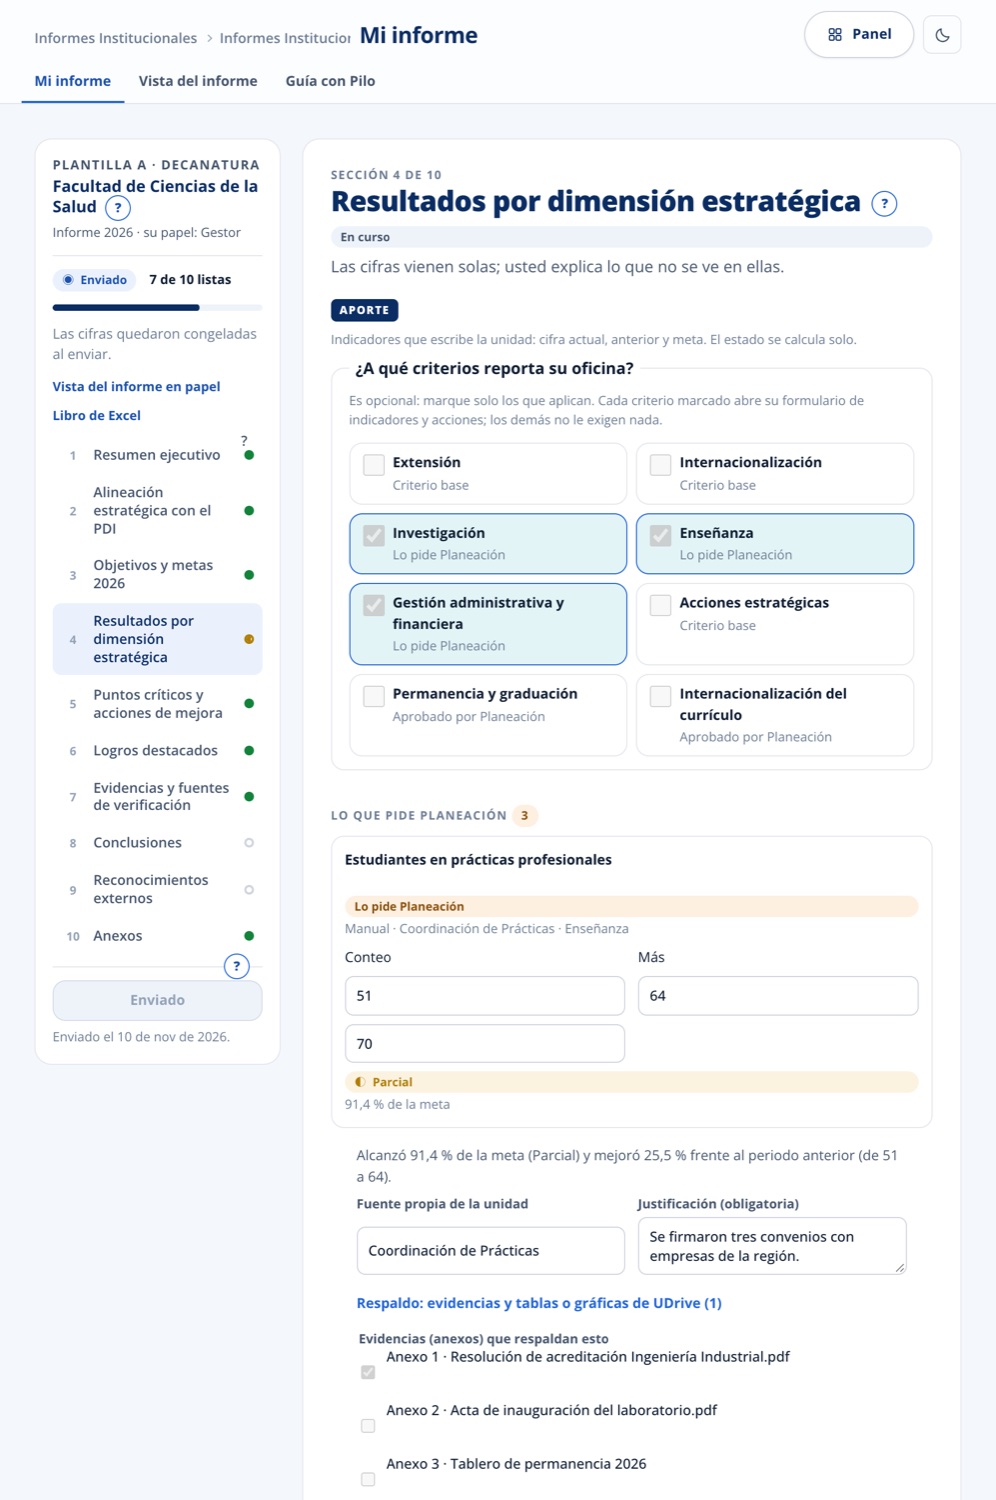 Informes Institucionales > Informes Institucior Mi informe
Panel
Mi informe Vista del informe Guía con Pilo
PLANTILLA A · DECANATURA
Facultad de Ciencias de la
Salud ?
Informe 2026 · su papel: Gestor
Enviado 7 de 10 listas
Las cifras quedaron congeladas
al enviar.
Vista del informe en papel
Libro de Excel
?
1 Resumen ejecutivo
2 Alineación
estratégica con el
PDI
3 Objetivos y metas
2026
4 Resultados por
dimensión
estratégica
5 Puntos críticos y
acciones de mejora
6 Logros destacados
7 Evidencias y fuentes
de verificación
8 Conclusiones
9 Reconocimientos
externos
10 Anexos
?
Enviado
Enviado el 10 de nov de 2026.
SECCIÓN 4 DE 10
Resultados por dimensión estratégica ?
En curso
Las cifras vienen solas; usted explica lo que no se ve en ellas.
APORTE
Indicadores que escribe la unidad: cifra actual, anterior y meta. El estado se calcula solo.
¿A qué criterios reporta su oficina?
Es opcional: marque solo los que aplican. Cada criterio marcado abre su formulario de
indicadores y acciones; los demás no le exigen nada.
Extensión
Criterio base
Internacionalización
Criterio base
Investigación
Lo pide Planeación
Enseñanza
Lo pide Planeación
Gestión administrativa y
financiera
Lo pide Planeación
Acciones estratégicas
Criterio base
Permanencia y graduación
Aprobado por Planeación
Internacionalización del
currículo
Aprobado por Planeación
LO QUE PIDE PLANEACIÓN 3
Estudiantes en prácticas profesionales
Lo pide Planeación
Manual · Coordinación de Prácticas · Enseñanza
Conteo Más
51 64
70
Parcial
91,4 % de la meta
Alcanzó 91,4 % de la meta (Parcial) y mejoró 25,5 % frente al periodo anterior (de 51
a 64).
Fuente propia de la unidad
Coordinación de Prácticas
Justificación (obligatoria)
Se firmaron tres convenios con
empresas de la región.
Respaldo: evidencias y tablas o gráficas de UDrive (1)
Evidencias (anexos) que respaldan esto
Anexo 1 · Resolución de acreditación Ingeniería Industrial.pdf
Anexo 2 · Acta de inauguración del laboratorio.pdf
Anexo 3 · Tablero de permanencia 2026